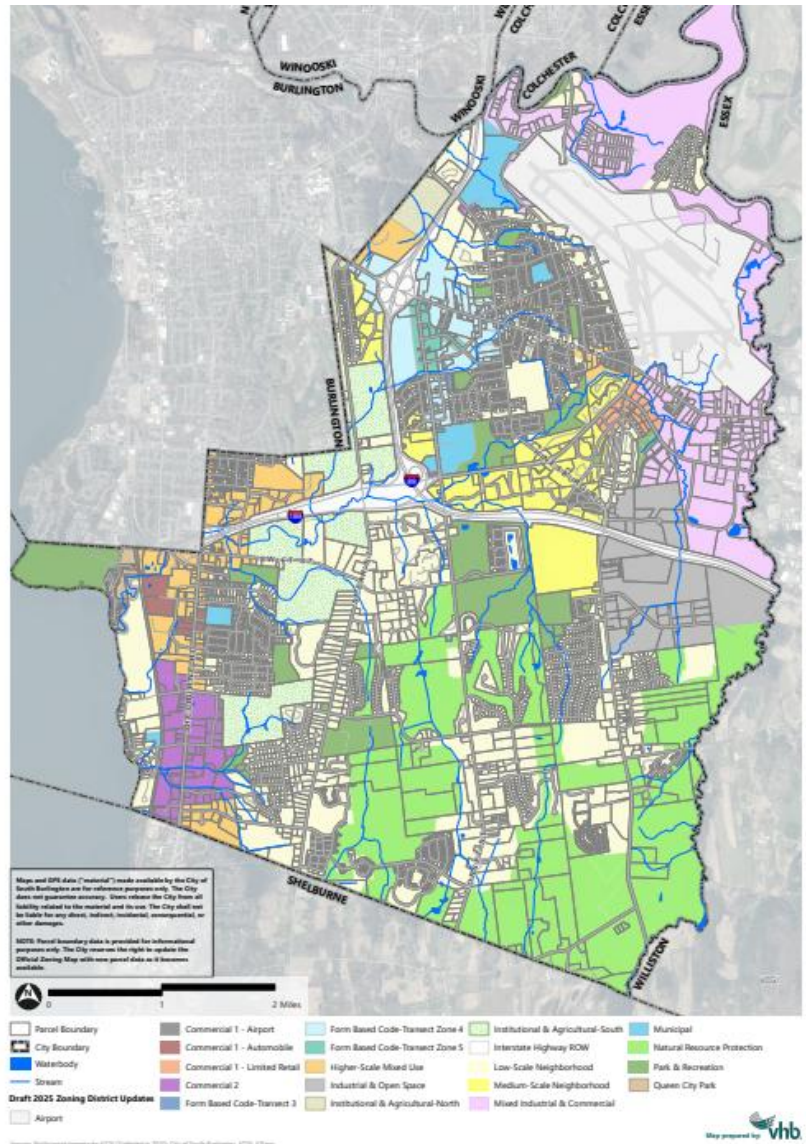 WINOOSKI
BURLINGTON
WINOOSKI
COLCHESTER
ESSEX
BURLINGTON
SHELBURNE
WILLISTON
Maps and GIS data ("material") made available by the City of
South Burlington are for reference purposes only. The City
does not guarantee accuracy. Users release the City from all
liability related to the material and its use. The City shall not
be liable for any direct, indirect, incidental, consequential, or
other damages.
NOTE: Parcel boundary data is provided for informational
purposes only. The City reserves the right to update the
Official Zoning Map with new parcel data as it becomes
available.
N
0 1 2 Miles
Parcel Boundary
City Boundary
Waterbody
Stream
Draft 2025 Zoning District Updates
Airport
Commercial 1 - Airport
Commercial 1 - Automobile
Commercial 1 - Limited Retail
Commercial 2
Form Based Code-Transect 3
Form Based Code-Transect Zone 4
Form Based Code-Transect Zone 5
Higher-Scale Mixed Use
Industrial & Open Space
Institutional & Agricultural-North
Institutional & Agricultural-South
Interstate Highway ROW
Low-Scale Neighborhood
Medium-Scale Neighborhood
Mixed Industrial & Commercial
Municipal
Natural Resource Protection
Park & Recreation
Queen City Park
Map prepared by vhb